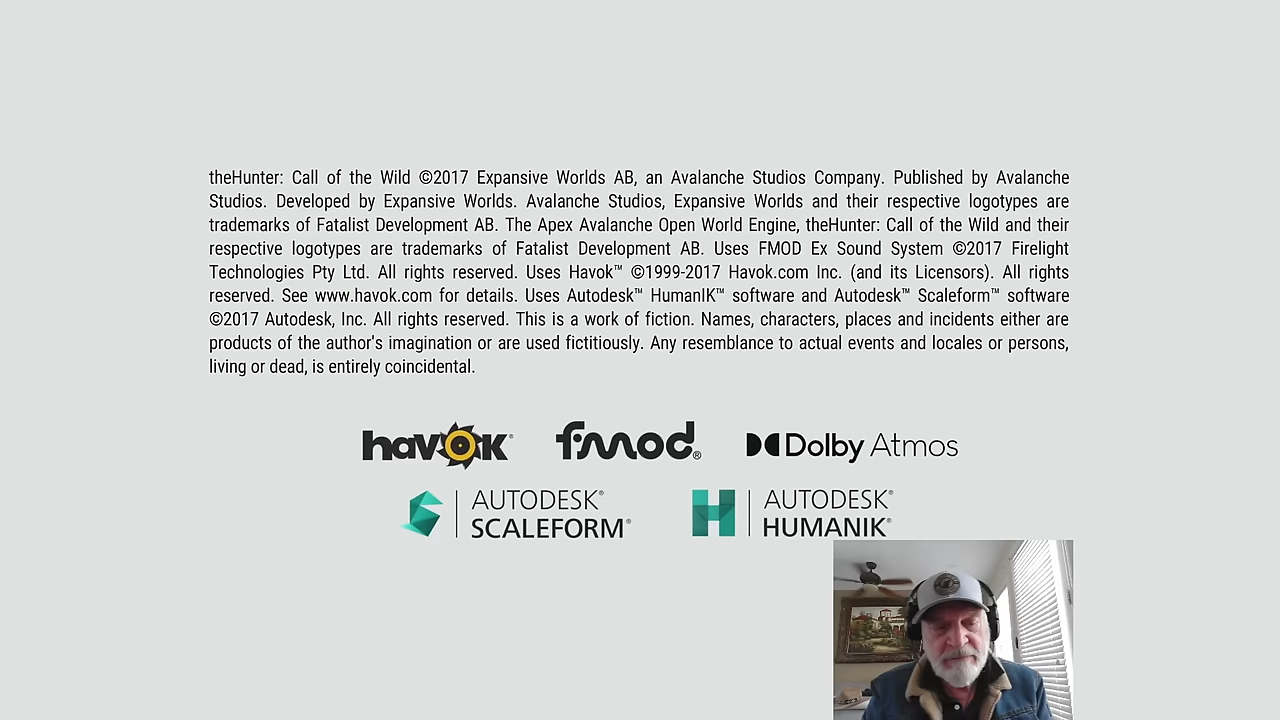 theHunter: Call of the Wild ©2017 Expansive Worlds AB, an Avalanche Studios Company. Published by Avalanche
Studios. Developed by Expansive Worlds. Avalanche Studios, Expansive Worlds and their respective logotypes are
trademarks of Fatalist Development AB. The Apex Avalanche Open World Engine, theHunter: Call of the Wild and their
respective logotypes are trademarks of Fatalist Development AB. Uses FMOD Ex Sound System ©2017 Firelight
Technologies Pty Ltd. All rights reserved. Uses Havok™ ©1999-2017 Havok.com Inc. (and its Licensors). All rights
reserved. See www.havok.com for details. Uses Autodesk™ HumanIK™ software and Autodesk™ Scaleform™ software
©2017 Autodesk, Inc. All rights reserved. This is a work of fiction. Names, characters, places and incidents either are
products of the author's imagination or are used fictitiously. Any resemblance to actual events and locales or persons,
living or dead, is entirely coincidental.
havok® fmod® Dolby Atmos
AUTODESK® AUTODESK®
SCALEFORM® HUMANIK®